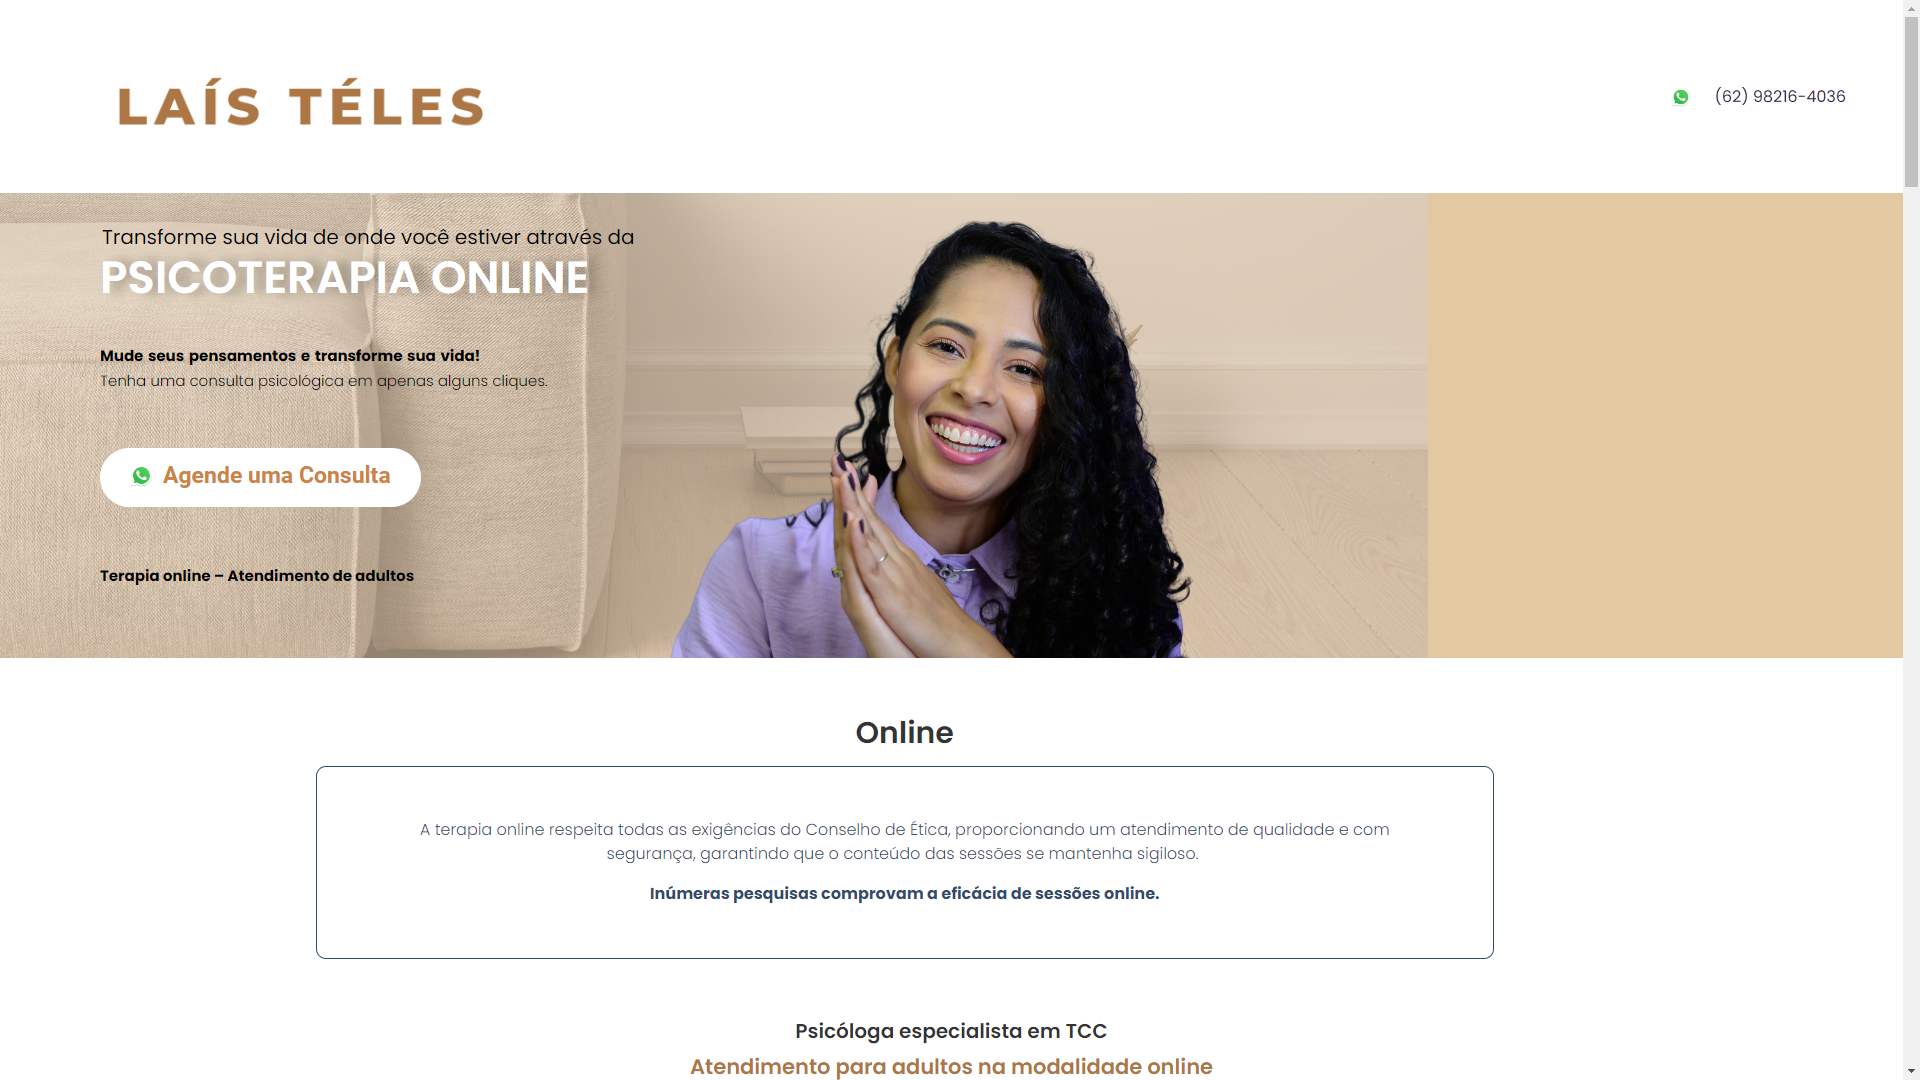 LAÍS TÉLES
(62) 98216-4036
Transforme sua vida de onde você estiver através da
PSICOTERAPIA ONLINE
Mude seus pensamentos e transforme sua vida!
Tenha uma consulta psicológica em apenas alguns cliques.
Agende uma Consulta
Terapia online – Atendimento de adultos
Online
A terapia online respeita todas as exigências do Conselho de Ética, proporcionando um atendimento de qualidade e com
segurança, garantindo que o conteúdo das sessões se mantenha sigiloso.
Inúmeras pesquisas comprovam a eficácia de sessões online.
Psicóloga especialista em TCC
Atendimento para adultos na modalidade online